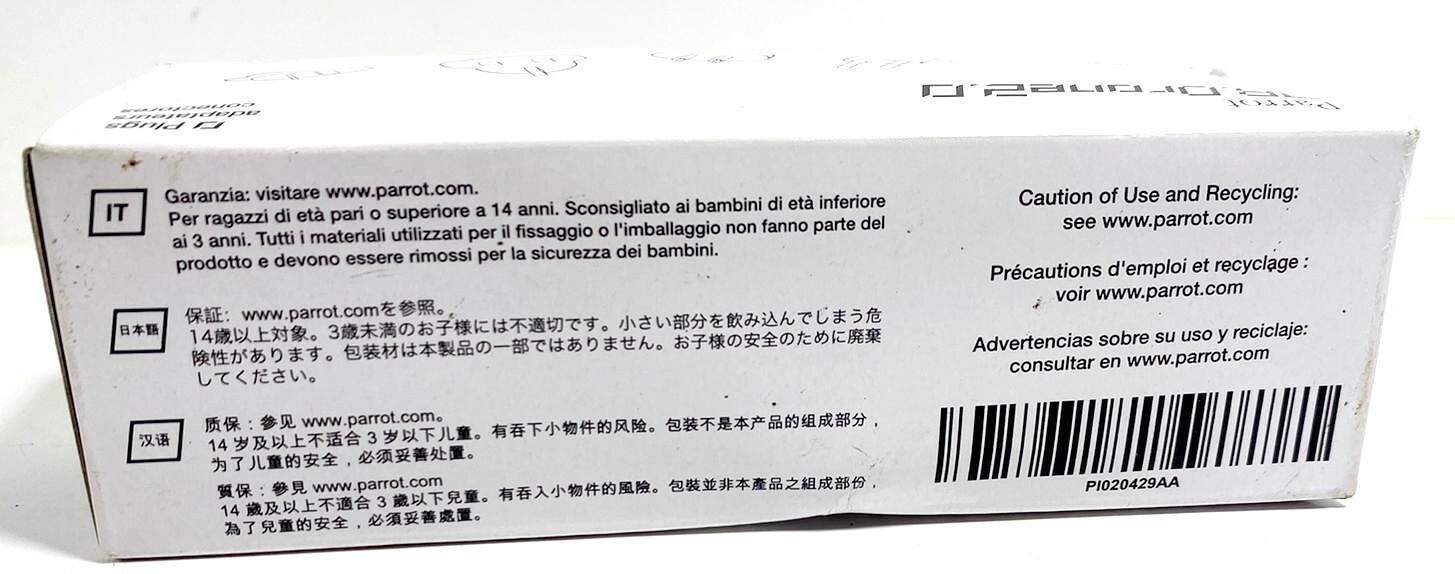 Parrot
AR.Drone2.0
Plugs
adaptateurs
conectores
IT
Garanzia: visitare www.parrot.com.
Per ragazzi di età pari o superiore a 14 anni. Sconsigliato ai bambini di età inferiore
ai 3 anni. Tutti i materiali utilizzati per il fissaggio o l'imballaggio non fanno parte del
prodotto e devono essere rimossi per la sicurezza dei bambini.
日本語
保証: www.parrot.comを参照。
14歳以上対象。3歳未満のお子様には不適切です。小さい部分を飲み込んでしまう危
険性があります。包装材は本製品の一部ではありません。お子様の安全のために廃棄
してください。
汉语
质保：参见 www.parrot.com。
14 岁及以上不适合 3 岁以下儿童。有吞下小物件的风险。包装不是本产品的组成部分，
为了儿童的安全，必须妥善处置。
質保：參見 www.parrot.com
14 歲及以上不適合 3 歲以下兒童。有吞入小物件的風險。包裝並非本產品之組成部份，
為了兒童的安全，必須妥善處置。
Caution of Use and Recycling:
see www.parrot.com
Précautions d'emploi et recyclage :
voir www.parrot.com
Advertencias sobre su uso y reciclaje:
consultar en www.parrot.com
PI020429AA